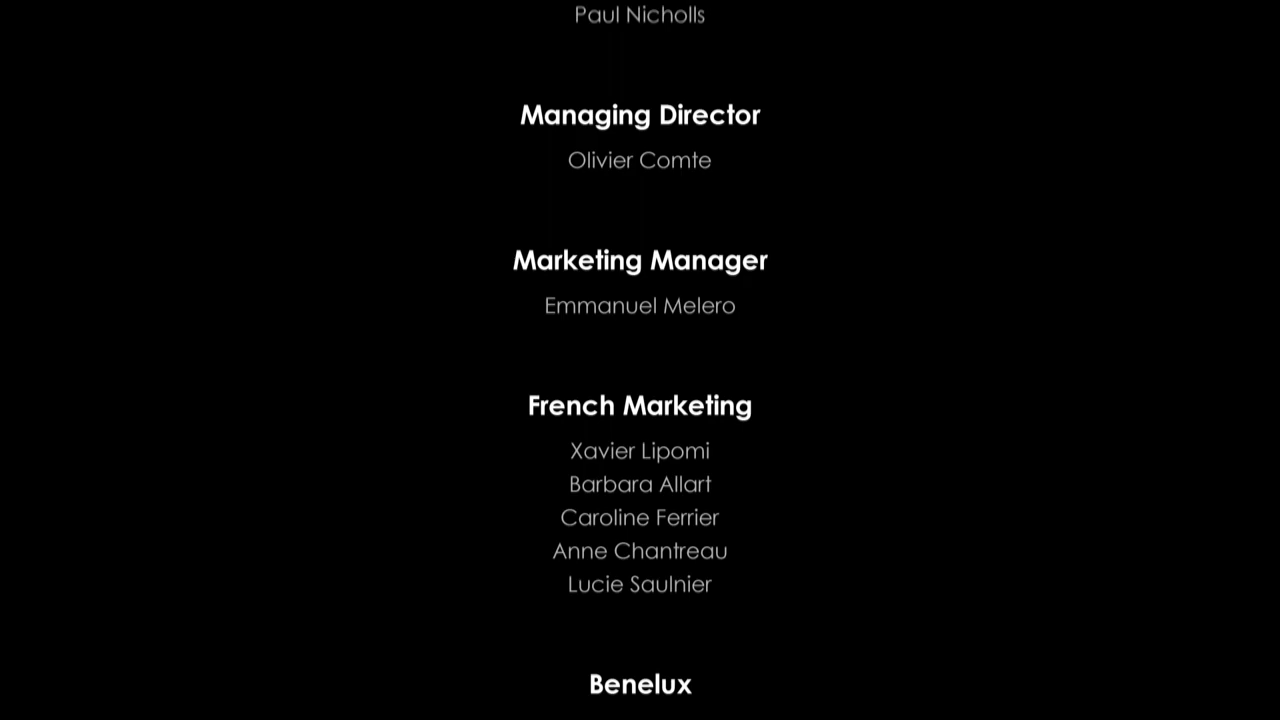 Paul Nicholls
Managing Director
Olivier Comte
Marketing Manager
Emmanuel Melero
French Marketing
Xavier Lipomi
Barbara Allart
Caroline Ferrier
Anne Chantreau
Lucie Saulnier
Benelux